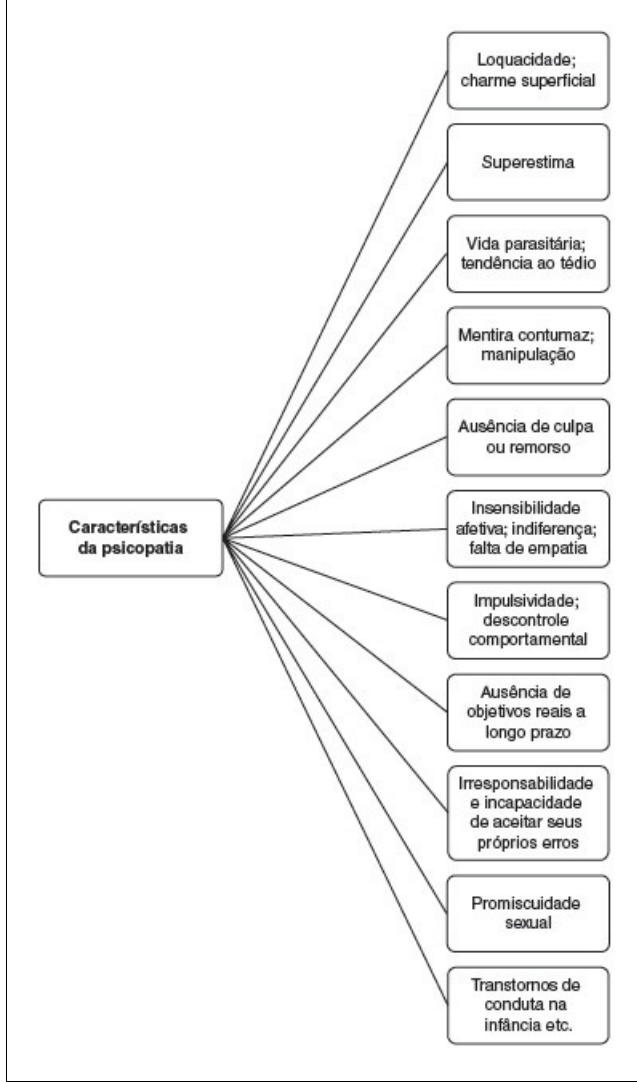 Loquacidade;
charme superficial
Superestima
Vida parasitária;
tendência ao tédio
Mentira contumaz;
manipulação
Ausência de culpa
ou remorso
Características
da psicopatia
Insensibilidade
afetiva; indiferença;
falta de empatia
Impulsividade;
descontrole
comportamental
Ausência de
objetivos reais a
longo prazo
Irresponsabilidade
e incapacidade
de aceitar seus
próprios erros
Promiscuidade
sexual
Transtornos de
conduta na
infância etc.